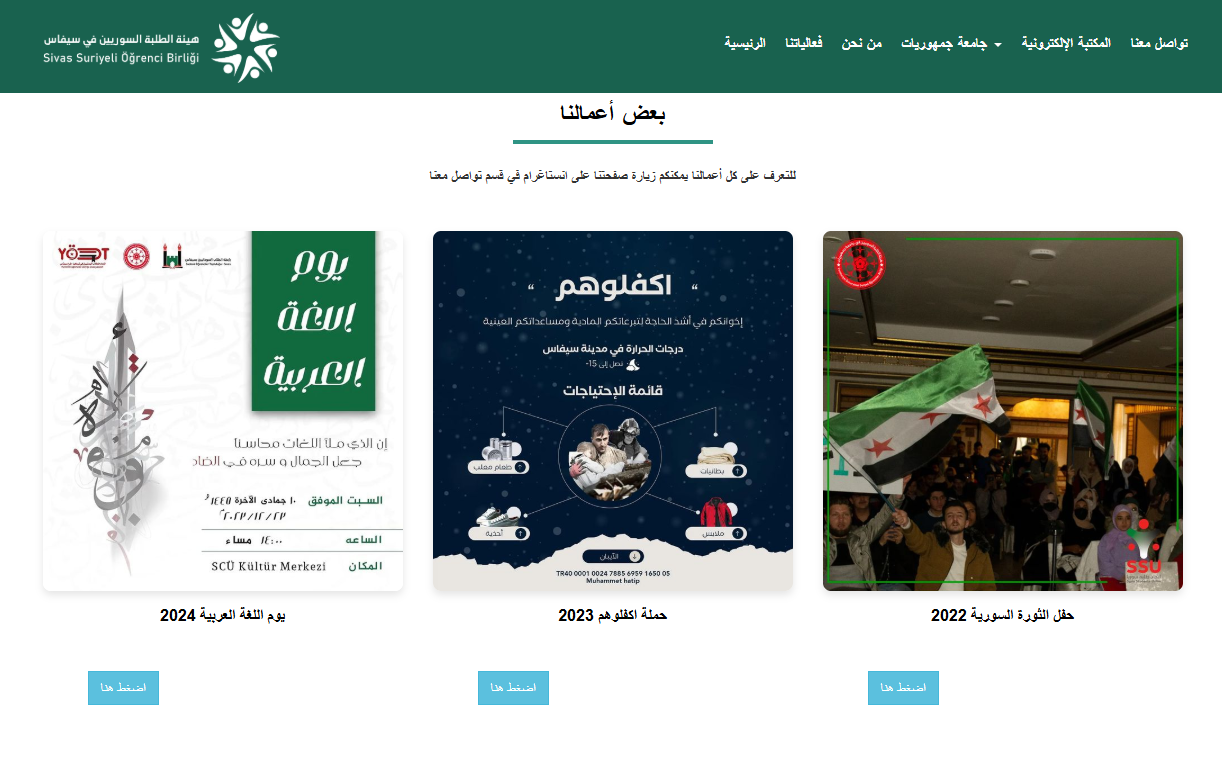 هيئة الطلبة السوريين في سيفاس
Sivas Suriyeli Öğrenci Birliği
تواصل معنا
المكتبة الإلكترونية
جامعة جمهوريات
من نحن
فعالياتنا
الرئيسية
بعض أعمالنا
للتعرف على كل أعمالنا يمكنكم زيارة صفحتنا على انستاغرام في قسم تواصل معنا
YÖDT
يوم
اللغة
العربية
إن الذي ملأ اللغات محاسنا
جعل الجمال و سره في الضاد
السبت الموفق ١٠ جمادى الآخرة ١٤٤٥
٢٠٢٣/١٢/٢٣
الساعه ١٤:٠٠ مساء
المكان SCÜ Kültür Merkezi
يوم اللغة العربية 2024
اضغط هنا
“ اكفلوهم “
إخوانكم في أشد الحاجة لتبرعاتكم المادية ومساعداتكم العينية
درجات الحرارة في مدينة سيفاس
تصل إلى 15-
قائمة الإحتياجات
طعام معلب
بطانيات
أحذية
ملابس
الآيبان
TR40 0001 0024 7885 6959 1650 05
Muhammet hatip
حملة اكفلوهم 2023
اضغط هنا
SSU
حفل الثورة السورية 2022
اضغط هنا